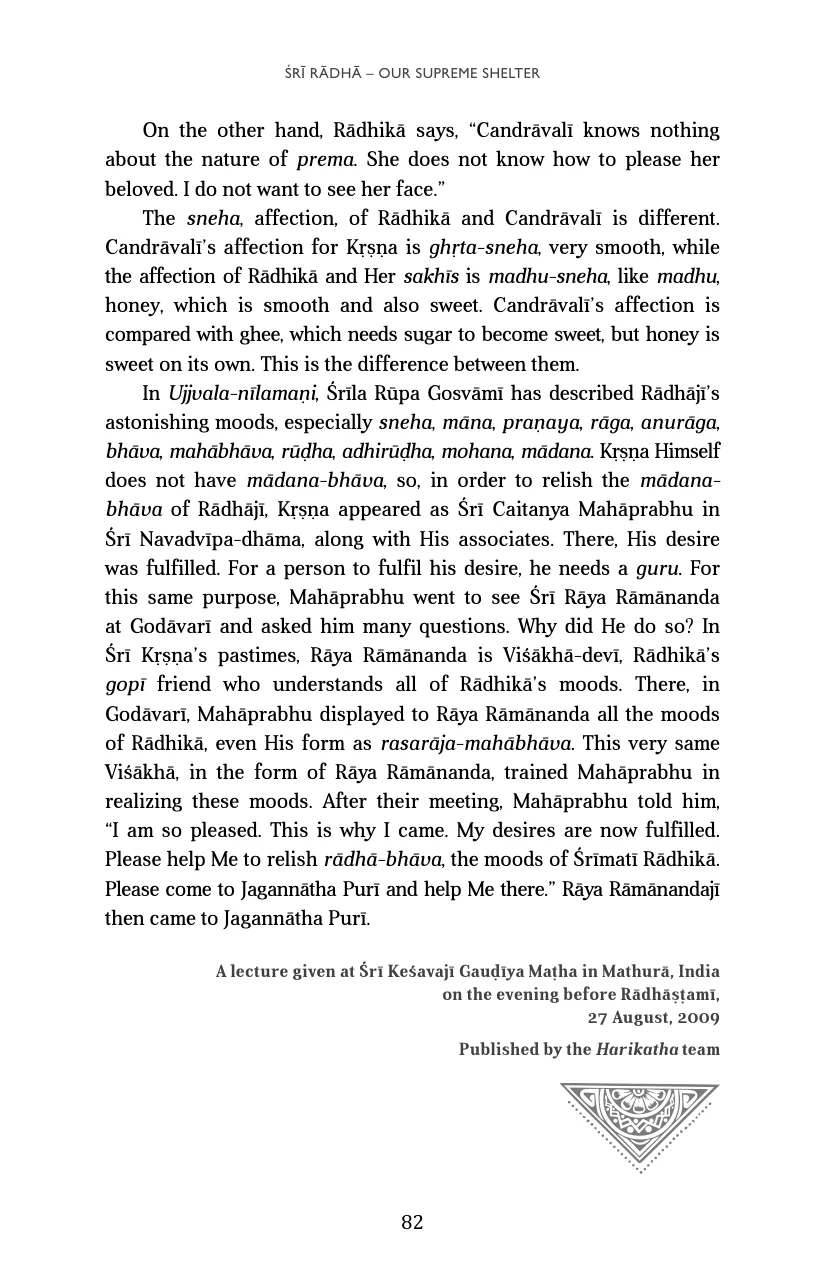 ŚRĪ RĀDHĀ – OUR SUPREME SHELTER
On the other hand, Rādhikā says, “Candrāvalī knows nothing
about the nature of prema. She does not know how to please her
beloved. I do not want to see her face.”
The sneha, affection, of Rādhikā and Candrāvalī is different.
Candrāvalī’s affection for Kṛṣṇa is ghṛta-sneha, very smooth, while
the affection of Rādhikā and Her sakhīs is madhu-sneha, like madhu,
honey, which is smooth and also sweet. Candrāvalī’s affection is
compared with ghee, which needs sugar to become sweet, but honey is
sweet on its own. This is the difference between them.
In Ujjvala-nīlamaṇi, Śrīla Rūpa Gosvāmī has described Rādhājī’s
astonishing moods, especially sneha, māna, praṇaya, rāga, anurāga,
bhāva, mahābhāva, rūḍha, adhirūḍha, mohana, mādana. Kṛṣṇa Himself
does not have mādana-bhāva, so, in order to relish the mādana-
bhāva of Rādhājī, Kṛṣṇa appeared as Śrī Caitanya Mahāprabhu in
Śrī Navadvīpa-dhāma, along with His associates. There, His desire
was fulfilled. For a person to fulfil his desire, he needs a guru. For
this same purpose, Mahāprabhu went to see Śrī Rāya Rāmānanda
at Godāvarī and asked him many questions. Why did He do so? In
Śrī Kṛṣṇa’s pastimes, Rāya Rāmānanda is Viśākhā-devī, Rādhikā’s
gopī friend who understands all of Rādhikā’s moods. There, in
Godāvarī, Mahāprabhu displayed to Rāya Rāmānanda all the moods
of Rādhikā, even His form as rasarāja-mahābhāva. This very same
Viśākhā, in the form of Rāya Rāmānanda, trained Mahāprabhu in
realizing these moods. After their meeting, Mahāprabhu told him,
“I am so pleased. This is why I came. My desires are now fulfilled.
Please help Me to relish rādhā-bhāva, the moods of Śrīmatī Rādhikā.
Please come to Jagannātha Purī and help Me there.” Rāya Rāmānandajī
then came to Jagannātha Purī.
A lecture given at Śrī Keśavajī Gauḍīya Maṭha in Mathurā, India
on the evening before Rādhāṣṭamī,
27 August, 2009
Published by the Harikatha team
82